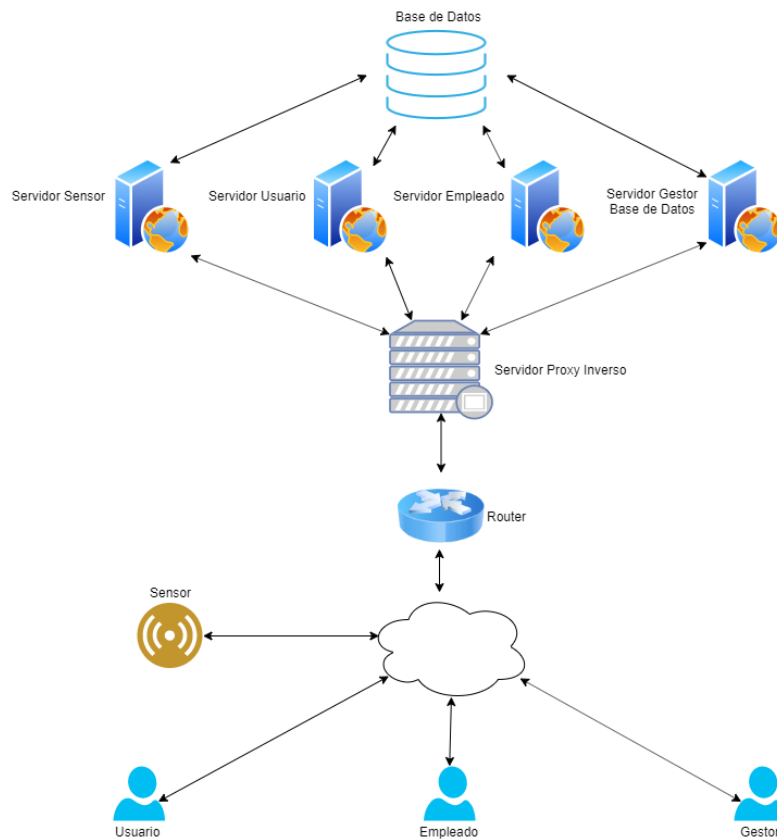 Base de Datos
Servidor Sensor
Servidor Usuario
Servidor Empleado
Servidor Gestor
Base de Datos
Servidor Proxy Inverso
Router
Sensor
Usuario
Empleado
Gestor